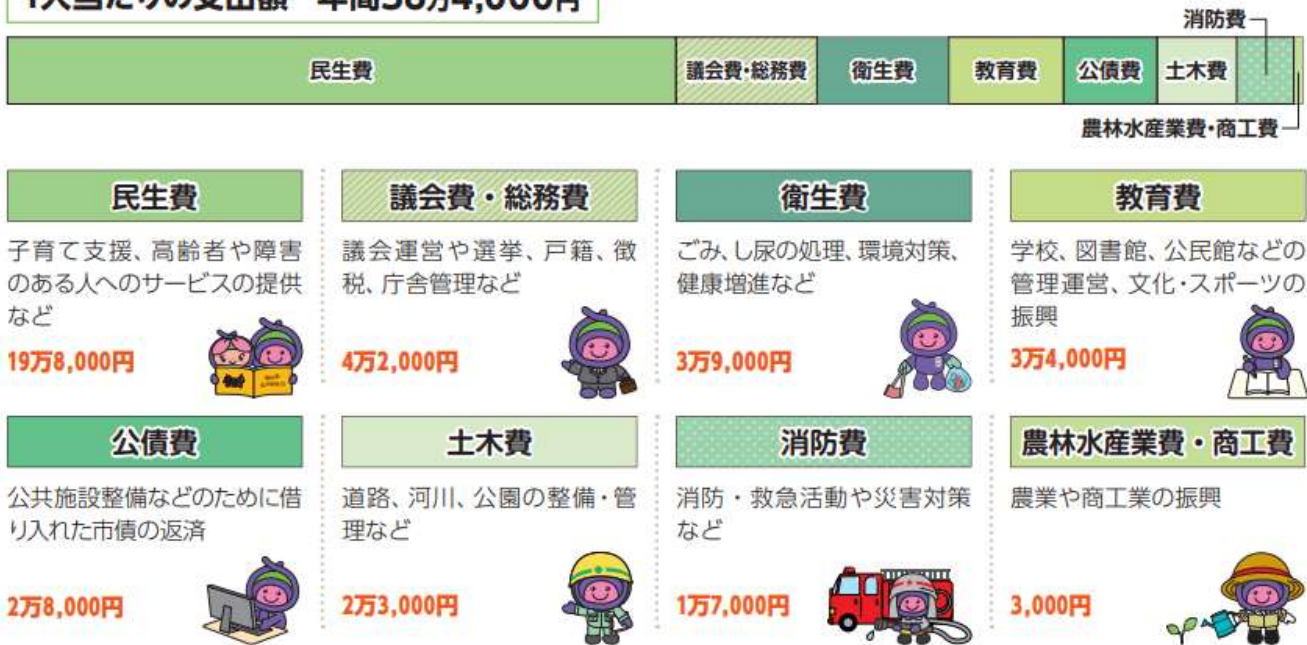 1人当たりの支出額 年間38万4,000円
消防費
民生費
議会費・総務費
衛生費
教育費
公債費
土木費
農林水産業費・商工費
民生費
子育て支援、高齢者や障害
のある人へのサービスの提供
など
19万8,000円
議会費・総務費
議会運営や選挙、戸籍、徴
税、庁舎管理など
4万2,000円
衛生費
ごみ、し尿の処理、環境対策、
健康増進など
3万9,000円
教育費
学校、図書館、公民館などの
管理運営、文化・スポーツの
振興
3万4,000円
公債費
公共施設整備などのために借
り入れた市債の返済
2万8,000円
土木費
道路、河川、公園の整備・管
理など
2万3,000円
消防費
消防・救急活動や災害対策
など
1万7,000円
農林水産業費・商工費
農業や商工業の振興
3,000円